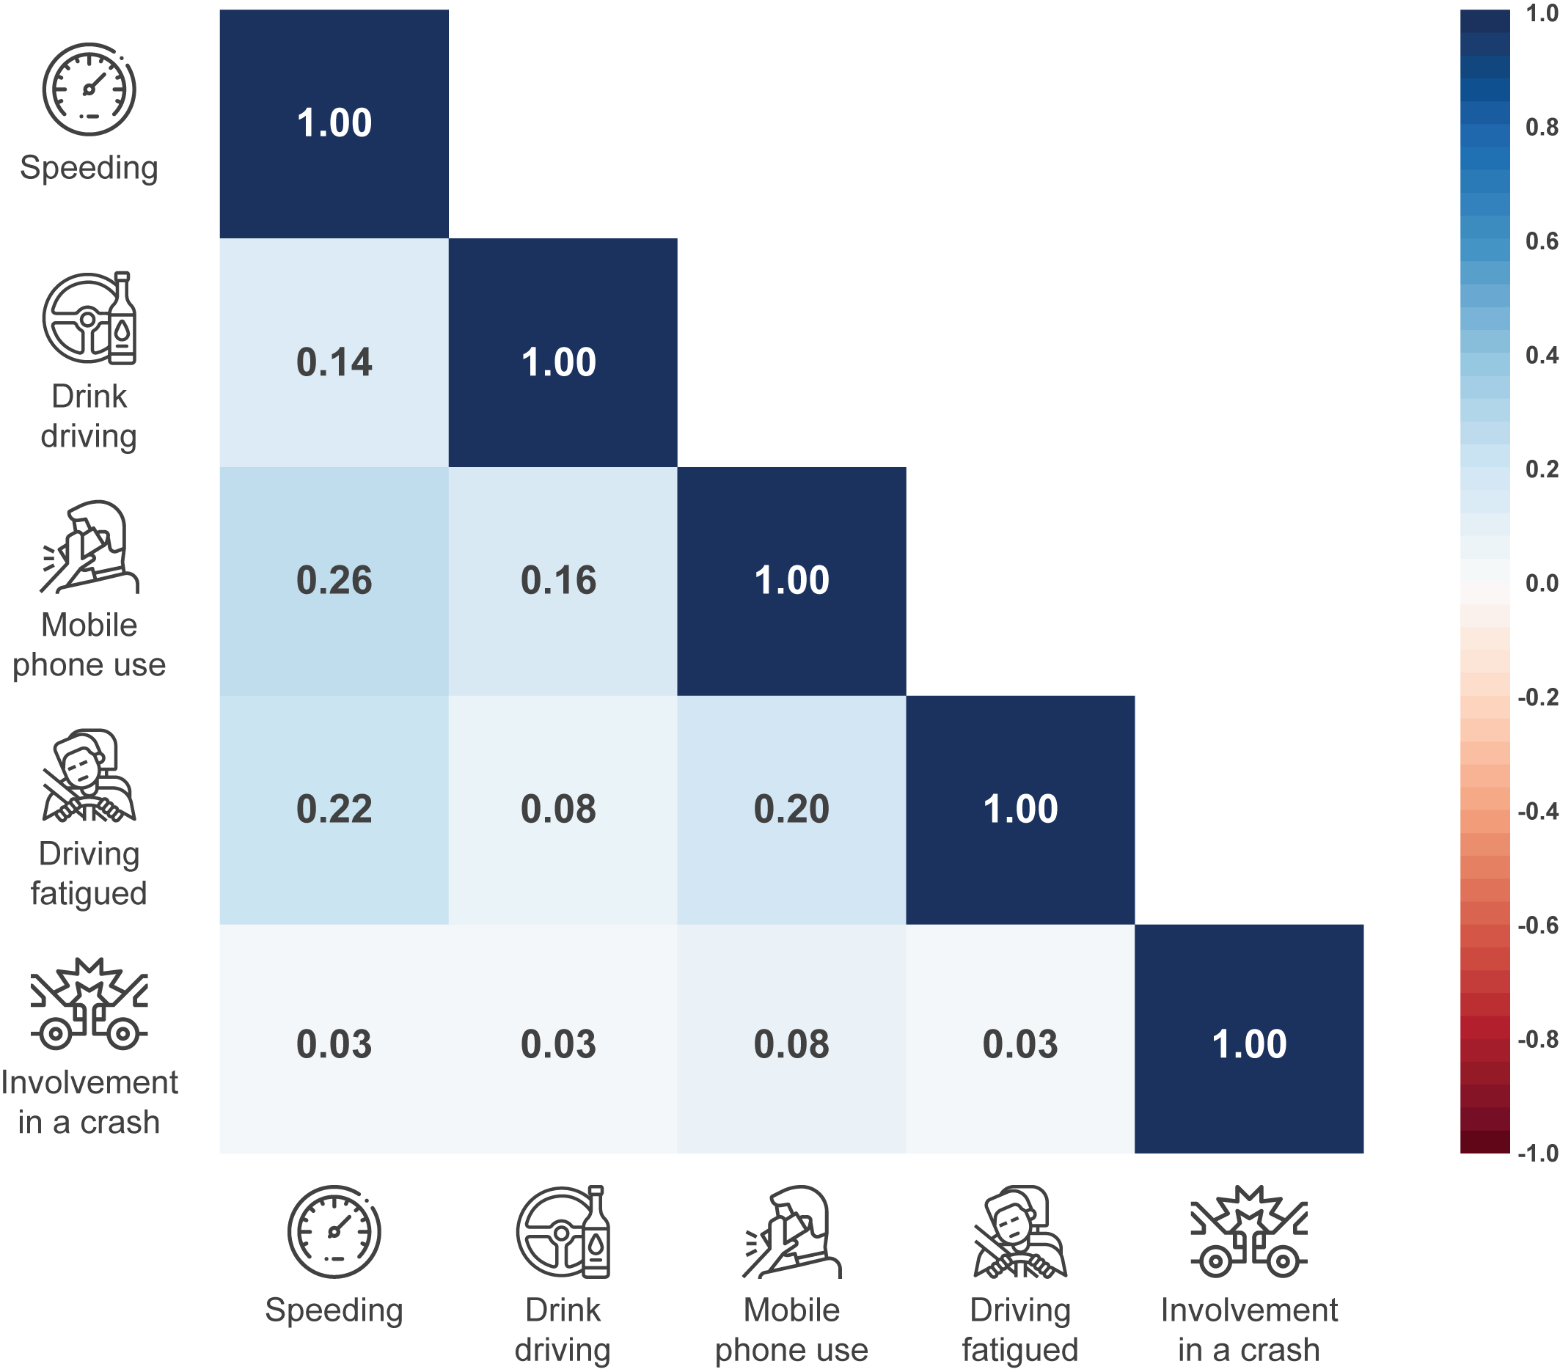 1.0
1.00
Speeding
0.8
0.6
0.14 1.00
0.4
Drink
driving
0.2
0.26 0.16 1.00
0.0
Mobile
phone use
-0.2
0.22 0.08 0.20 1.00
-0.4
Driving
fatigued
-0.6
0.03 0.03 0.08 0.03 1.00
-0.8
Involvement
in a crash
-1.0
Speeding
Drink
driving
Mobile
phone use
Driving
fatigued
Involvement
in a crash